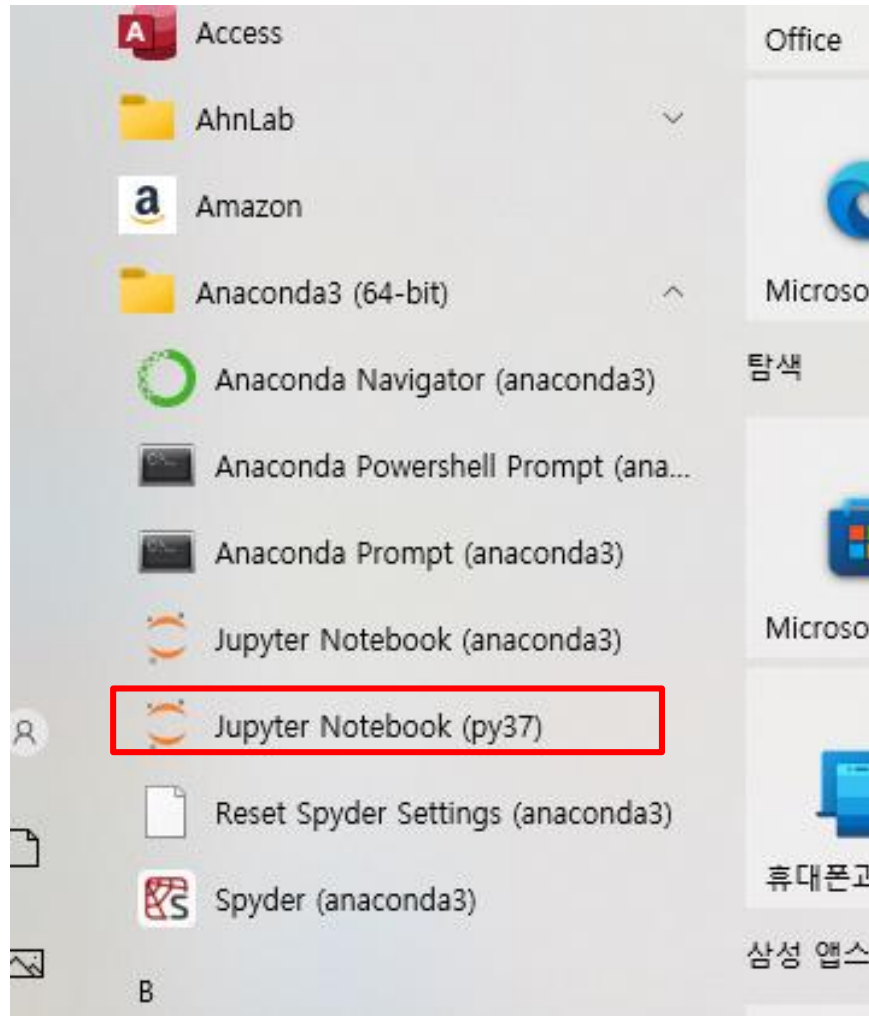 Access
AhnLab
Amazon
Anaconda3 (64-bit)
Anaconda Navigator (anaconda3)
Anaconda Powershell Prompt (ana...
Anaconda Prompt (anaconda3)
Jupyter Notebook (anaconda3)
Jupyter Notebook (py37)
Reset Spyder Settings (anaconda3)
Spyder (anaconda3)
B
Office
Microso
탐색
Microso
휴대폰과
삼성 앱스